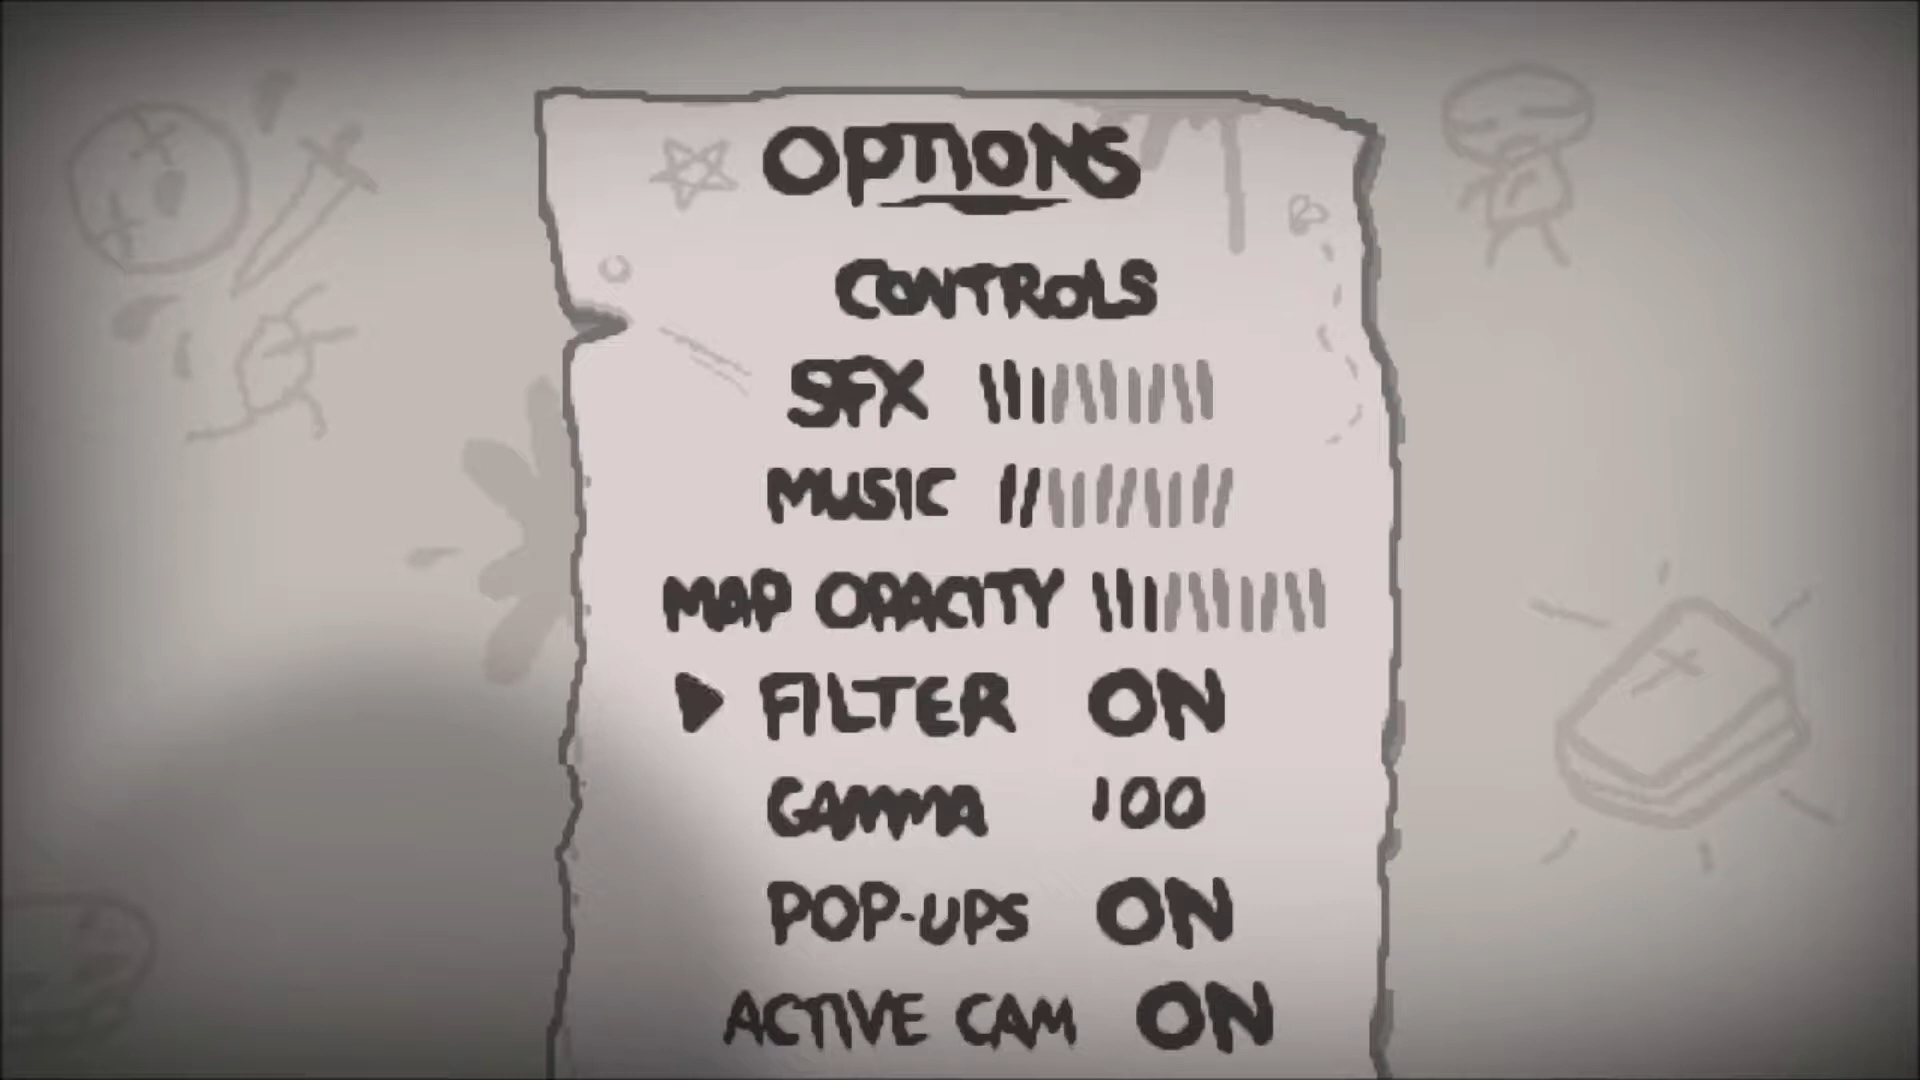 OPTIONS
CONTROLS
SFX
MUSIC
MAP OPACITY
FILTER ON
GAMMA 100
POP-UPS ON
ACTIVE CAM ON